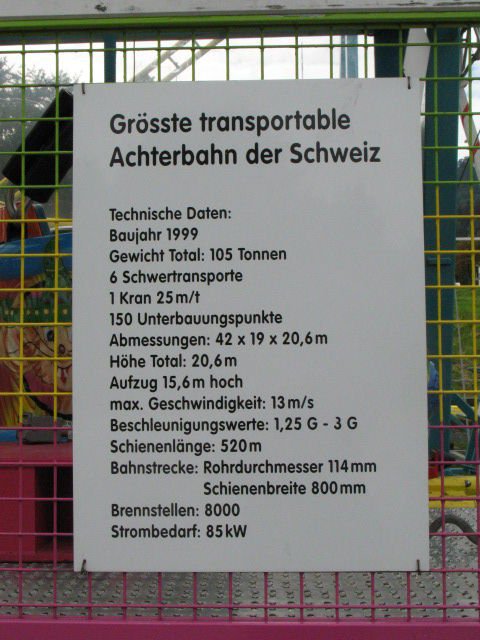 Grösste transportable
Achterbahn der Schweiz
Technische Daten:
Baujahr 1999
Gewicht Total: 105 Tonnen
6 Schwertransporte
1 Kran 25m/t
150 Unterbauungspunkte
Abmessungen: 42 x 19 x 20,6m
Höhe Total: 20,6m
Aufzug 15,6m hoch
max. Geschwindigkeit: 13m/s
Beschleunigungswerte: 1,25 G - 3 G
Schienenlänge: 520m
Bahnstrecke: Rohrdurchmesser 114mm
Schienenbreite 800mm
Brennstellen: 8000
Strombedarf: 85kW